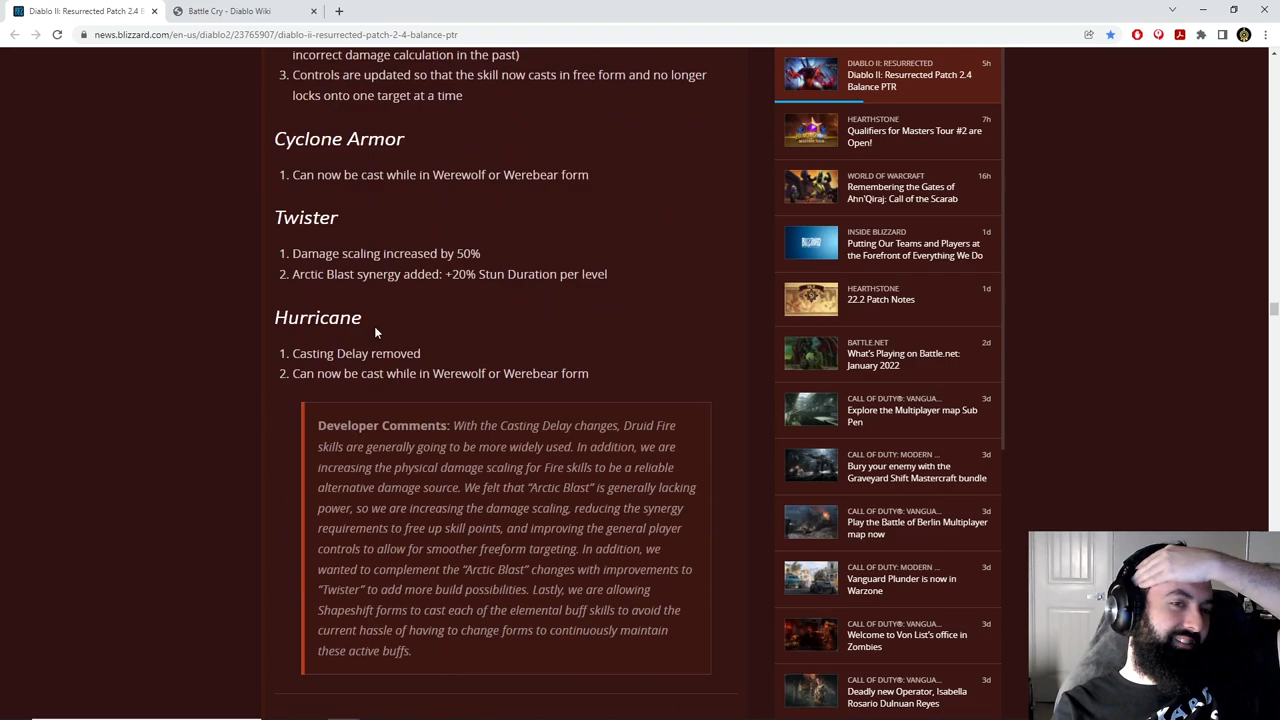 Diablo II: Resurrected Patch 2.4 B
Battle Cry - Diablo Wiki
news.blizzard.com/en-us/diablo2/23765907/diablo-ii-resurrected-patch-2-4-balance-ptr
incorrect damage calculation in the past)
3. Controls are updated so that the skill now casts in free form and no longer
locks onto one target at a time
Cyclone Armor
1. Can now be cast while in Werewolf or Werebear form
Twister
1. Damage scaling increased by 50%
2. Arctic Blast synergy added: +20% Stun Duration per level
Hurricane
1. Casting Delay removed
2. Can now be cast while in Werewolf or Werebear form
Developer Comments: With the Casting Delay changes, Druid Fire
skills are generally going to be more widely used. In addition, we are
increasing the physical damage scaling for Fire skills to be a reliable
alternative damage source. We felt that “Arctic Blast” is generally lacking
power, so we are increasing the damage scaling, reducing the synergy
requirements to free up skill points, and improving the general player
controls to allow for smoother freeform targeting. In addition, we
wanted to complement the “Arctic Blast” changes with improvements to
“Twister” to add more build possibilities. Lastly, we are allowing
Shapeshift forms to cast each of the elemental buff skills to avoid the
current hassle of having to change forms to continuously maintain
these active buffs.
DIABLO II: RESURRECTED 5h
Diablo II: Resurrected Patch 2.4
Balance PTR
HEARTHSTONE 7h
Qualifiers for Masters Tour #2 are
Open!
WORLD OF WARCRAFT 16h
Remembering the Gates of
Ahn'Qiraj: Call of the Scarab
INSIDE BLIZZARD 1d
Putting Our Teams and Players at
the Forefront of Everything We Do
HEARTHSTONE 1d
22.2 Patch Notes
BATTLE.NET 2d
What's Playing on Battle.net:
January 2022
CALL OF DUTY®: VANGUA... 3d
Explore the Multiplayer map Sub
Pen
CALL OF DUTY: MODERN ... 3d
Bury your enemy with the
Graveyard Shift Mastercraft bundle
CALL OF DUTY®: VANGUA... 3d
Play the Battle of Berlin Multiplayer
map now
CALL OF DUTY: MODERN ... 3d
Vanguard Plunder is now in
Warzone
CALL OF DUTY®: VANGUA... 3d
Welcome to Von List's office in
Zombies
CALL OF DUTY®: VANGUA... 3d
Deadly new Operator, Isabella
Rosario Dulnuan Reyes